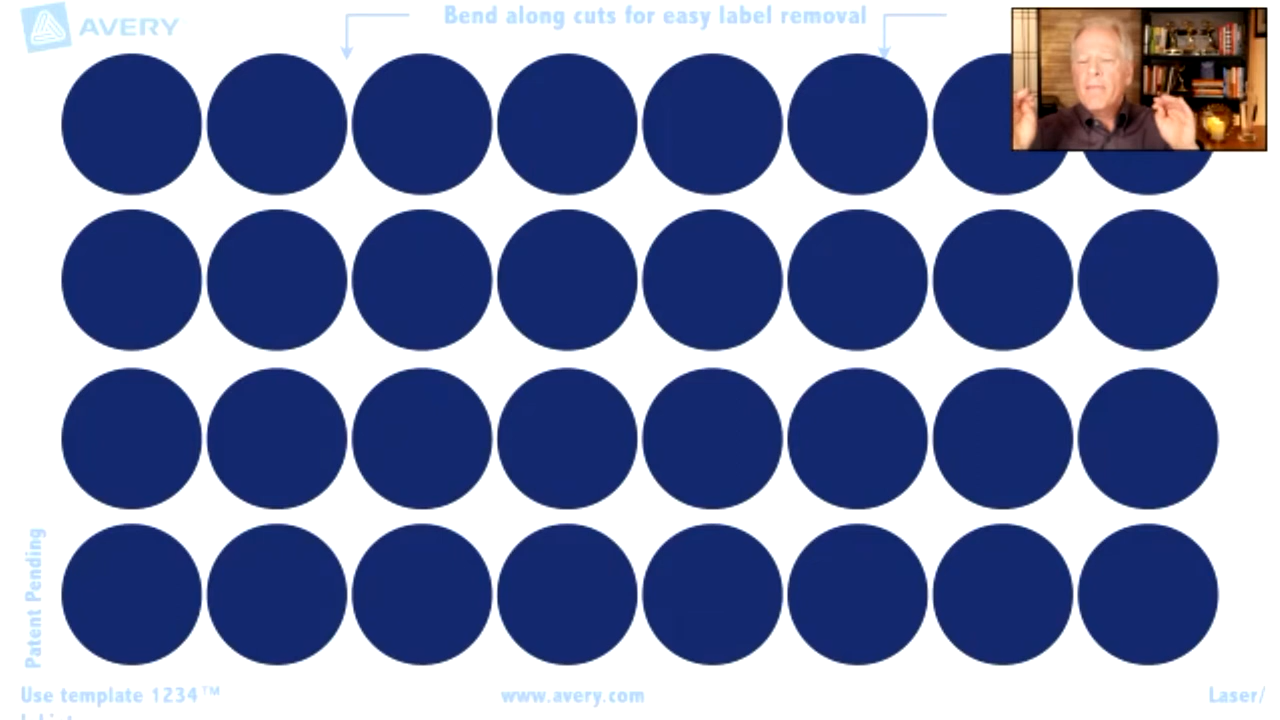 AVERY
Bend along cuts for easy label removal
Patent Pending
Use template 1234™
www.avery.com
Laser/